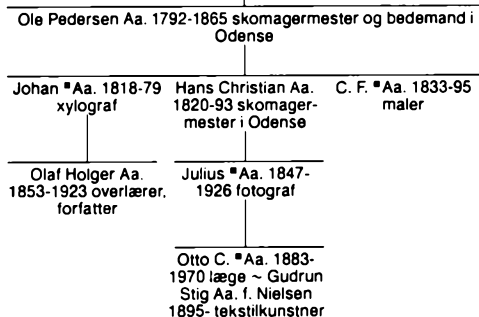 Ole Pedersen Aa. 1792-1865 skomagermester og bedemand i
Odense
Johan ■Aa. 1818-79
xylograf
Hans Christian Aa.
1820-93 skomager-
mester i Odense
C. F. ■Aa. 1833-95
maler
Olaf Holger Aa.
1853-1923 overlærer,
forfatter
Julius ■Aa. 1847-
1926 fotograf
Otto C. ■Aa. 1883-
1970 læge ~ Gudrun
Stig Aa. f. Nielsen
1895- tekstilkunstner